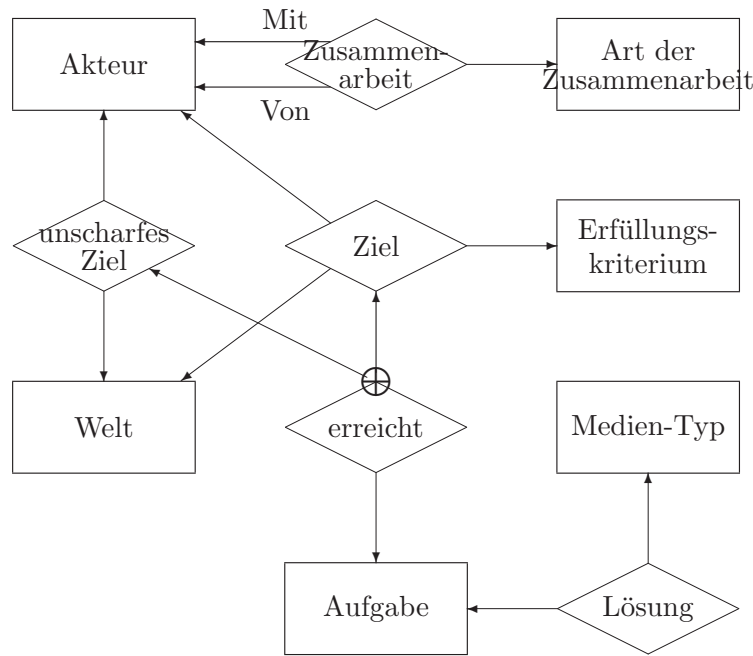 Mit
Akteur
Zusammen-
arbeit
Art der
Zusammenarbeit
Von
unscharfes
Ziel
Ziel
Erfüllungs-
kriterium
Welt
erreicht
Medien-Typ
Aufgabe
Lösung